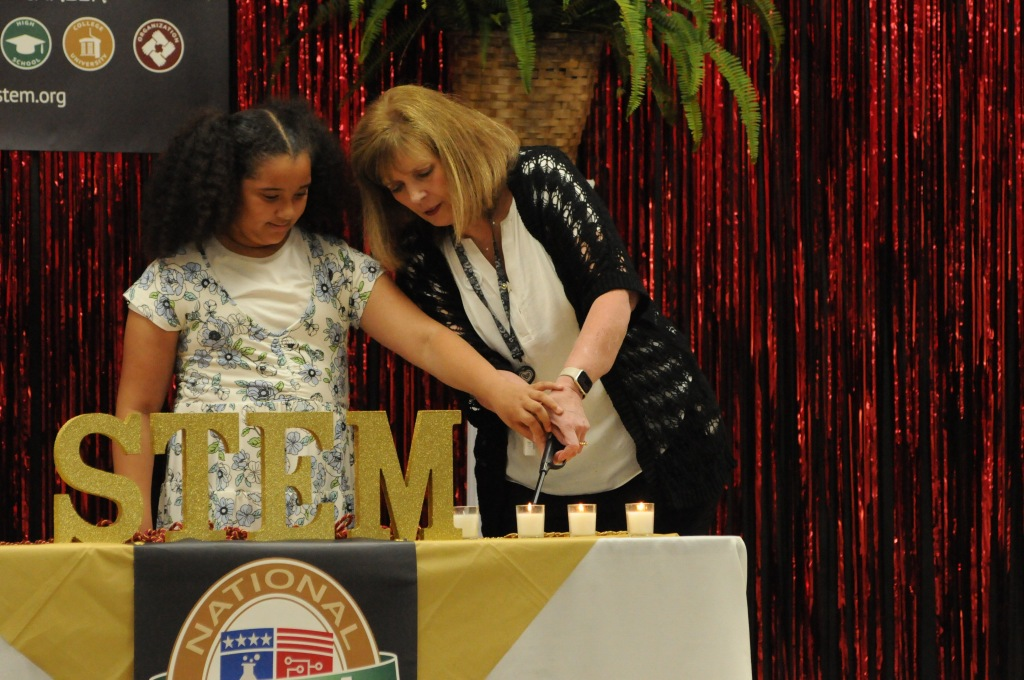 HIGH SCHOOL
COLLEGE UNIVERSITY
ORGANIZATION
stem.org
STEM
NATIONAL